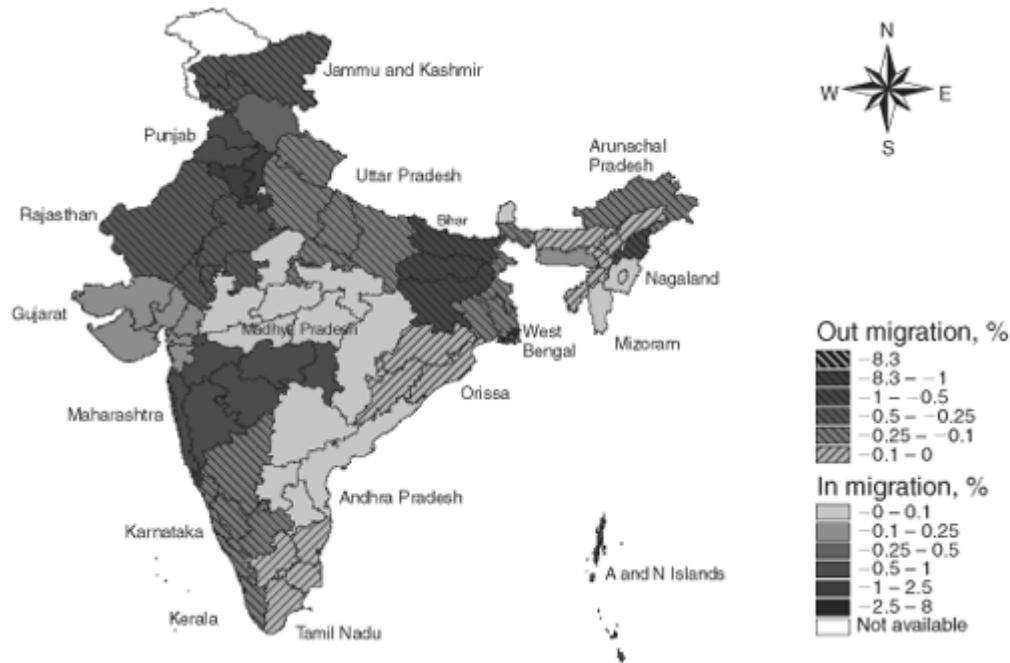 N
W
E
S
Jammu and Kashmir
Punjab
Arunachal
Pradesh
Uttar Pradesh
Rajasthan
Bihar
Nagaland
Gujarat
Madhya Pradesh
West
Bengal
Mizoram
Maharashtra
Orissa
Andhra Pradesh
Karnataka
A and N Islands
Kerala
Tamil Nadu
Out migration, %
−8.3
−8.3 – −1
−1 – −0.5
−0.5 – −0.25
−0.25 – −0.1
−0.1 – 0
In migration, %
−0 – 0.1
−0.1 – 0.25
−0.25 – 0.5
−0.5 – 1
−1 – 2.5
−2.5 – 8
Not available